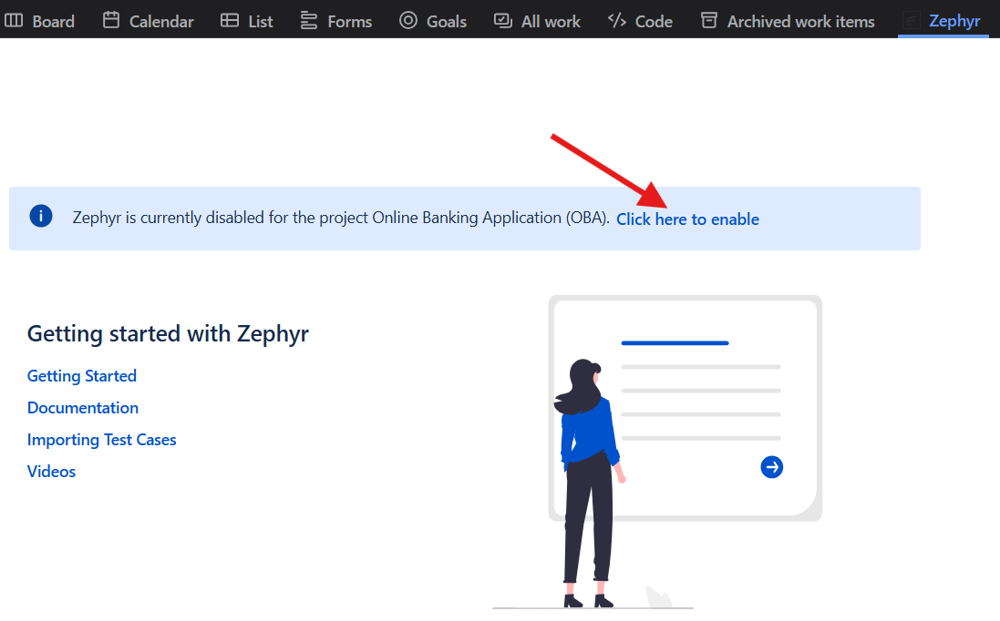 Board Calendar List Forms Goals All work Code Archived work items Zephyr
Zephyr is currently disabled for the project Online Banking Application (OBA). Click here to enable
Getting started with Zephyr
Getting Started
Documentation
Importing Test Cases
Videos